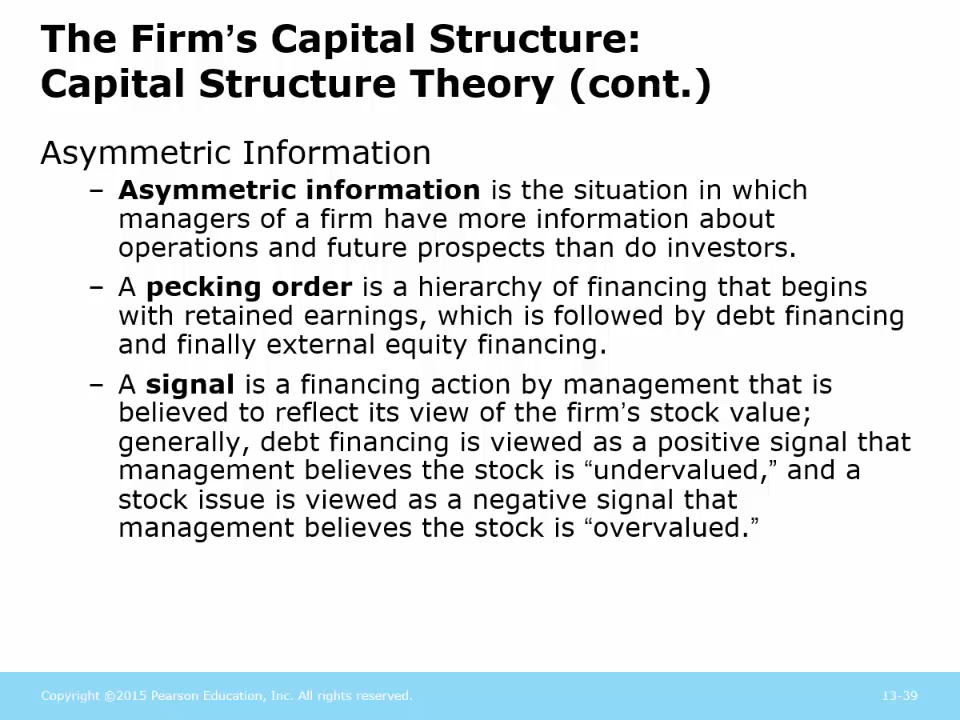 The Firm’s Capital Structure:
Capital Structure Theory (cont.)
Asymmetric Information
– Asymmetric information is the situation in which
managers of a firm have more information about
operations and future prospects than do investors.
– A pecking order is a hierarchy of financing that begins
with retained earnings, which is followed by debt financing
and finally external equity financing.
– A signal is a financing action by management that is
believed to reflect its view of the firm’s stock value;
generally, debt financing is viewed as a positive signal that
management believes the stock is “undervalued,” and a
stock issue is viewed as a negative signal that
management believes the stock is “overvalued.”
Copyright ©2015 Pearson Education, Inc. All rights reserved.
13-39